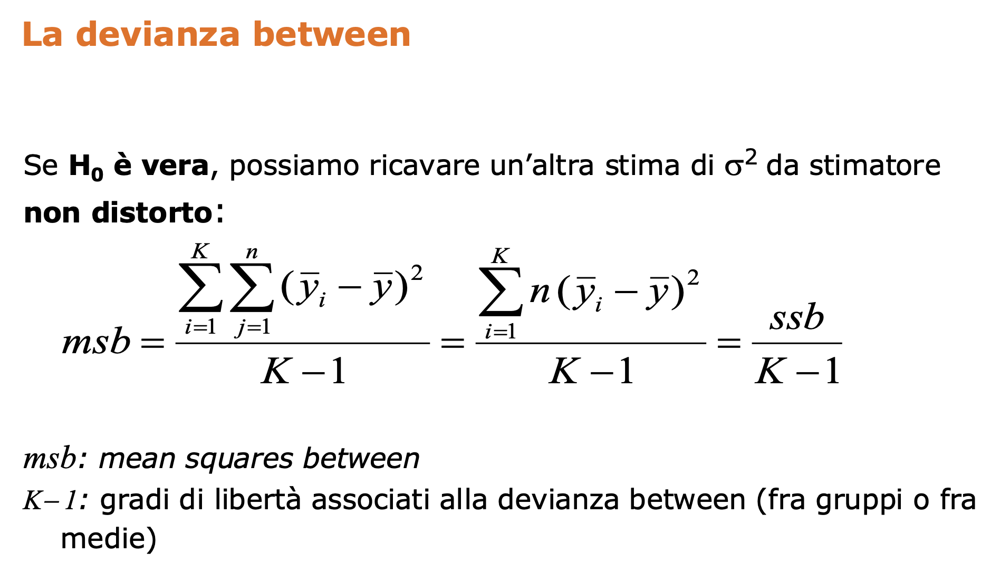 La devianza between
Se H₀ è vera, possiamo ricavare un’altra stima di σ² da stimatore
non distorto:
msb = \frac{\sum_{i=1}^{K} \sum_{j=1}^{n} (\bar{y}_i - \bar{y})^2}{K-1} = \frac{\sum_{i=1}^{K} n(\bar{y}_i - \bar{y})^2}{K-1} = \frac{ssb}{K-1}
msb: mean squares between
K−1: gradi di libertà associati alla devianza between (fra gruppi o fra
medie)